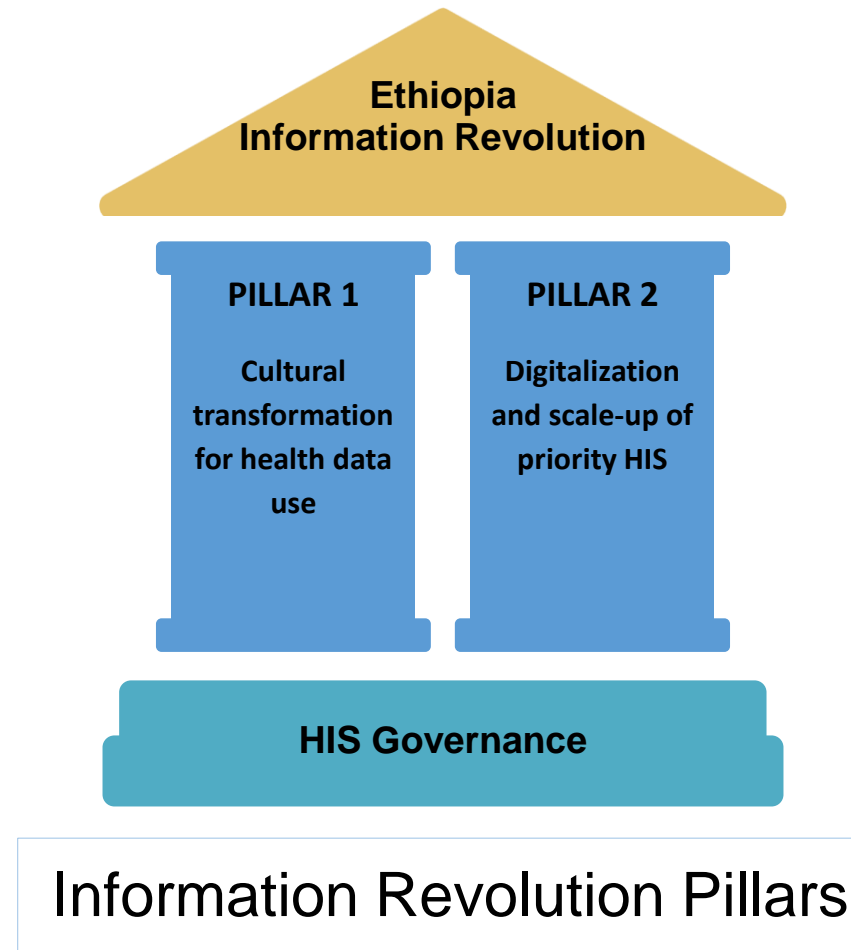 Ethiopia
Information Revolution
PILLAR 1
Cultural
transformation
for health data
use
PILLAR 2
Digitalization
and scale-up of
priority HIS
HIS Governance
Information Revolution Pillars